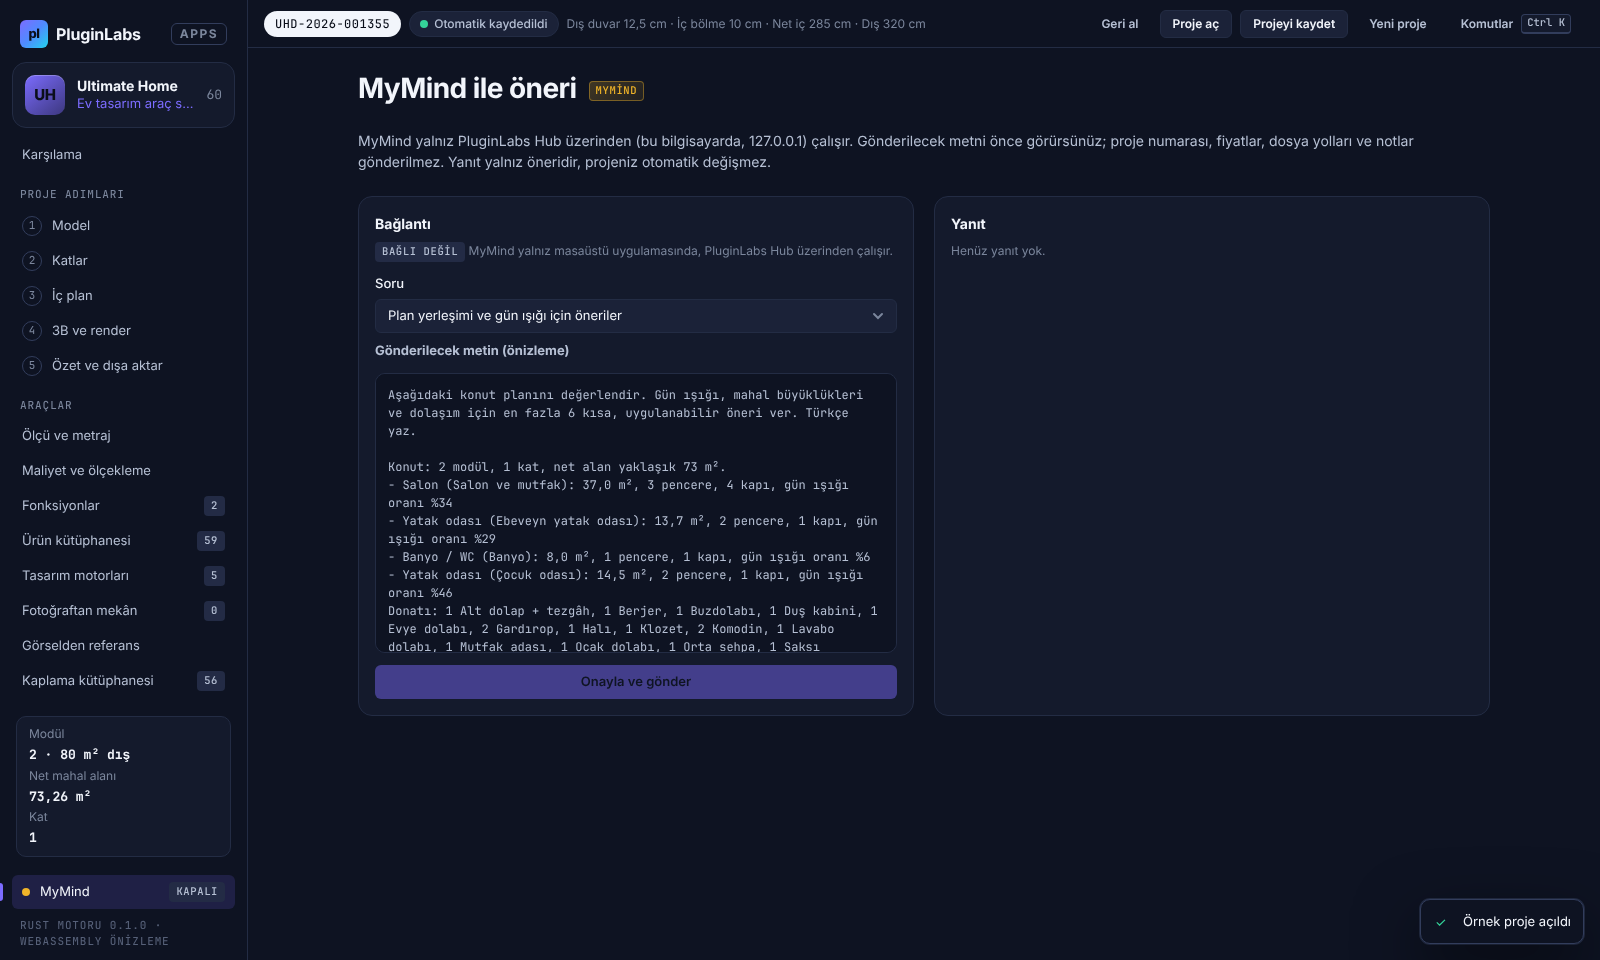 pl PluginLabs APPS
UH Ultimate Home 60
Ev tasarım araç s...
Karşılama
PROJE ADIMLARI
1 Model
2 Katlar
3 İç plan
4 3B ve render
5 Özet ve dışa aktar
ARAÇLAR
Ölçü ve metraj
Maliyet ve ölçekleme
Fonksiyonlar 2
Ürün kütüphanesi 59
Tasarım motorları 5
Fotoğraftan mekân 0
Görselden referans
Kaplama kütüphanesi 56
Modül
2 · 80 m² dış
Net mahal alanı
73,26 m²
Kat
1
MyMind KAPALI
RUST MOTORU 0.1.0 ·
WEBASSEMBLY ÖNİZLEME
UHD-2026-001355 Otomatik kaydedildi Dış duvar 12,5 cm · İç bölme 10 cm · Net iç 285 cm · Dış 320 cm Geri al Proje aç Projeyi kaydet Yeni proje Komutlar Ctrl K
MyMind ile öneri MYMİND
MyMind yalnız PluginLabs Hub üzerinden (bu bilgisayarda, 127.0.0.1) çalışır. Gönderilecek metni önce görürsünüz; proje numarası, fiyatlar, dosya yolları ve notlar
gönderilmez. Yanıt yalnız öneridir, projeniz otomatik değişmez.
Bağlantı
BAĞLI DEĞİL MyMind yalnız masaüstü uygulamasında, PluginLabs Hub üzerinden çalışır.
Soru
Plan yerleşimi ve gün ışığı için öneriler
Gönderilecek metin (önizleme)
Aşağıdaki konut planını değerlendir. Gün ışığı, mahal büyüklükleri
ve dolaşım için en fazla 6 kısa, uygulanabilir öneri ver. Türkçe
yaz.
Konut: 2 modül, 1 kat, net alan yaklaşık 73 m².
- Salon (Salon ve mutfak): 37,0 m², 3 pencere, 4 kapı, gün ışığı
oranı %34
- Yatak odası (Ebeveyn yatak odası): 13,7 m², 2 pencere, 1 kapı, gün
ışığı oranı %29
- Banyo / WC (Banyo): 8,0 m², 1 pencere, 1 kapı, gün ışığı oranı %6
- Yatak odası (Çocuk odası): 14,5 m², 2 pencere, 1 kapı, gün ışığı
oranı %46
Donatı: 1 Alt dolap + tezgâh, 1 Berjer, 1 Buzdolabı, 1 Duş kabini, 1
Evye dolabı, 2 Gardırop, 1 Halı, 1 Klozet, 2 Komodin, 1 Lavabo
dolabı, 1 Mutfak adası, 1 Ocak dolabı, 1 Orta sehpa, 1 Saksı
Onayla ve gönder
Yanıt
Henüz yanıt yok.
Örnek proje açıldı